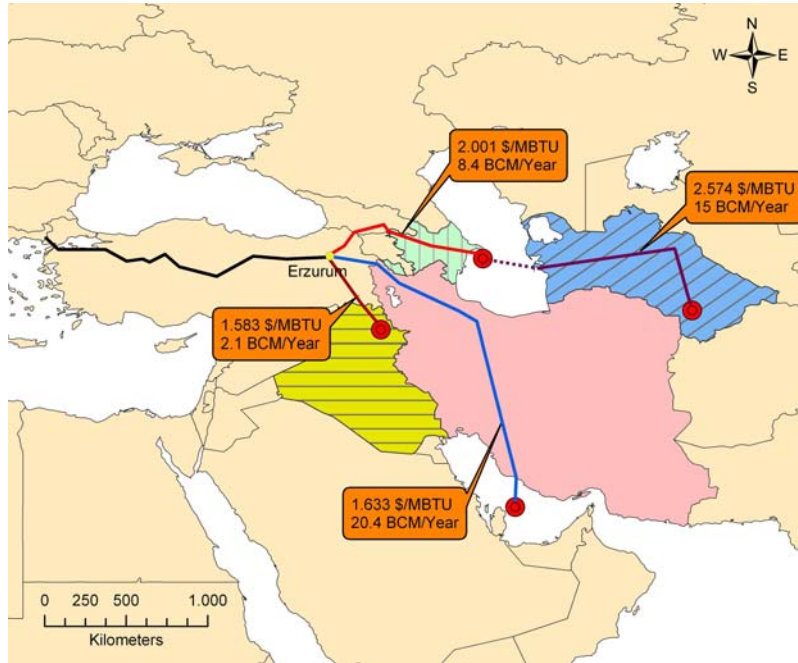 N
W E
S
2.001 $/MBTU
8.4 BCM/Year
2.574 $/MBTU
15 BCM/Year
Erzurum
1.583 $/MBTU
2.1 BCM/Year
1.633 $/MBTU
20.4 BCM/Year
0 250 500 1.000
Kilometers